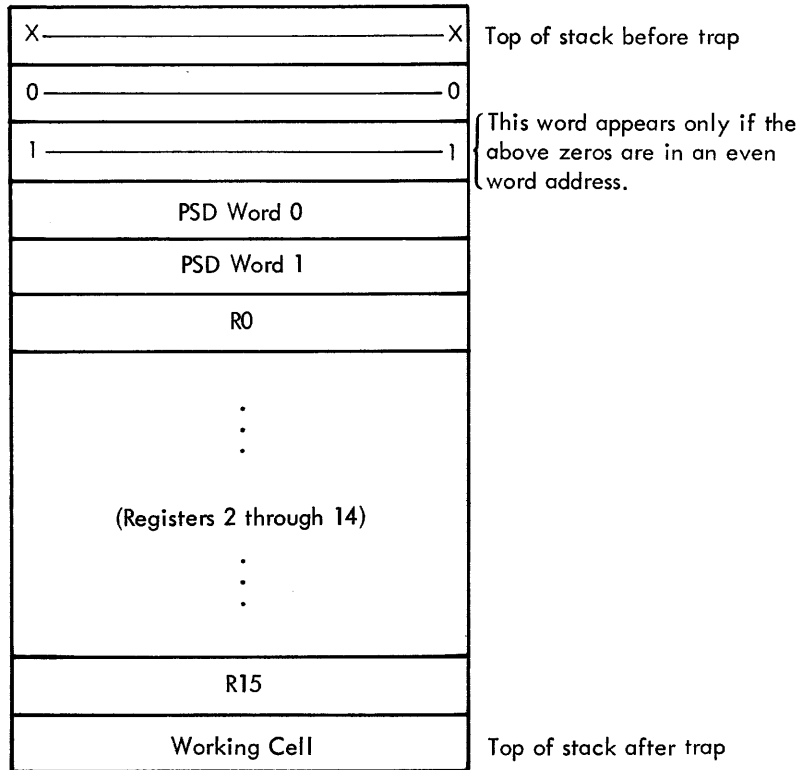 X X Top of stack before trap
0 0
This word appears only if the
1 1 above zeros are in an even
word address.
PSD Word 0
PSD Word 1
R0
(Registers 2 through 14)
R15
Working Cell Top of stack after trap